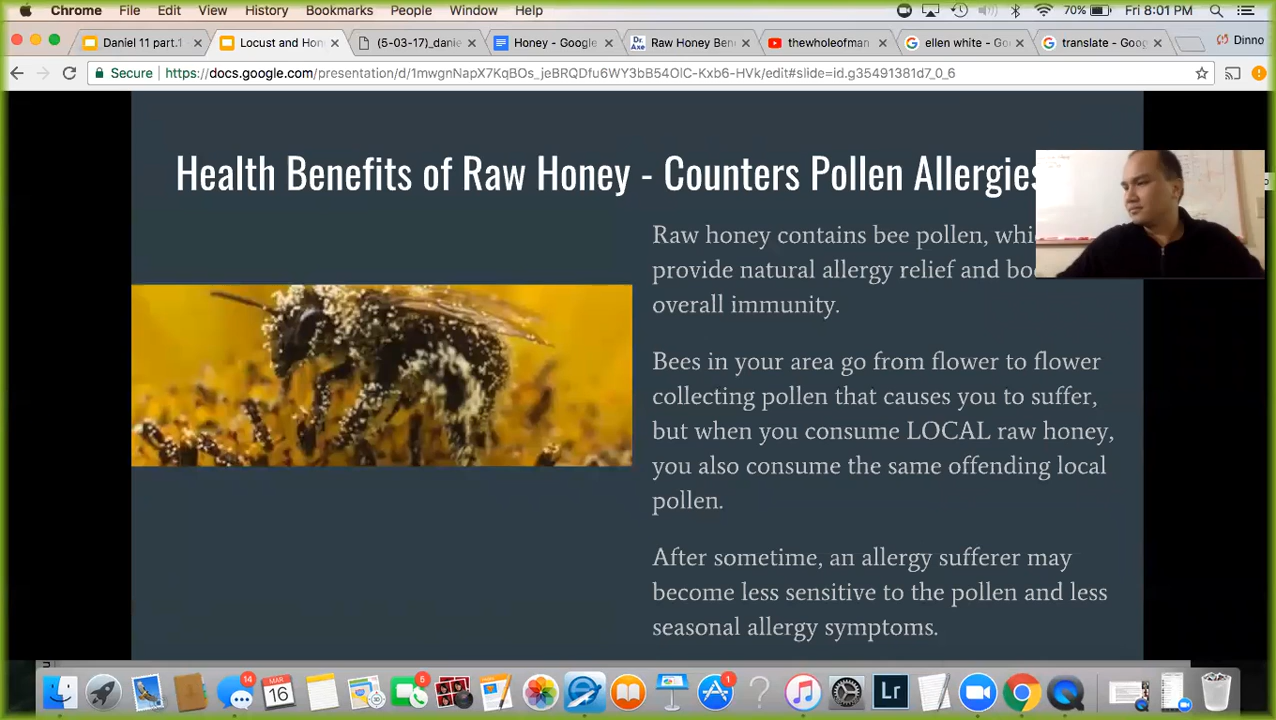 Chrome File Edit View History Bookmarks People Window Help 70% Fri 8:01 PM
Daniel 11 part.1 Locust and Hon (5-03-17)_danie Honey - Google Dr. Axe Raw Honey Ben thewholeofman ellen white - Go translate - Goog Dinno
Secure https://docs.google.com/presentation/d/1mwgnNapX7KqBOs_jeBRQDfu6WY3bB54OlC-Kxb6-HVk/edit#slide=id.g35491381d7_0_6
Health Benefits of Raw Honey - Counters Pollen Allergies
Raw honey contains bee pollen,
provide natural allergy relief and
overall immunity.
Bees in your area go from flower to flower
collecting pollen that causes you to suffer,
but when you consume LOCAL raw honey,
you also consume the same offending local
pollen.
After sometime, an allergy sufferer may
become less sensitive to the pollen and less
seasonal allergy symptoms.
14 MAR 16 5 1 Lr